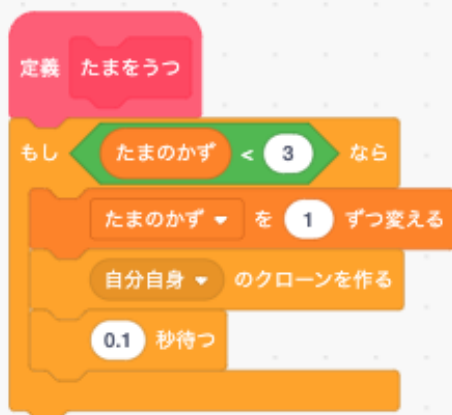 定義 たまをうつ
もし たまのかず < 3 なら
たまのかず を 1 ずつ変える
自分自身 のクローンを作る
0.1 秒待つ